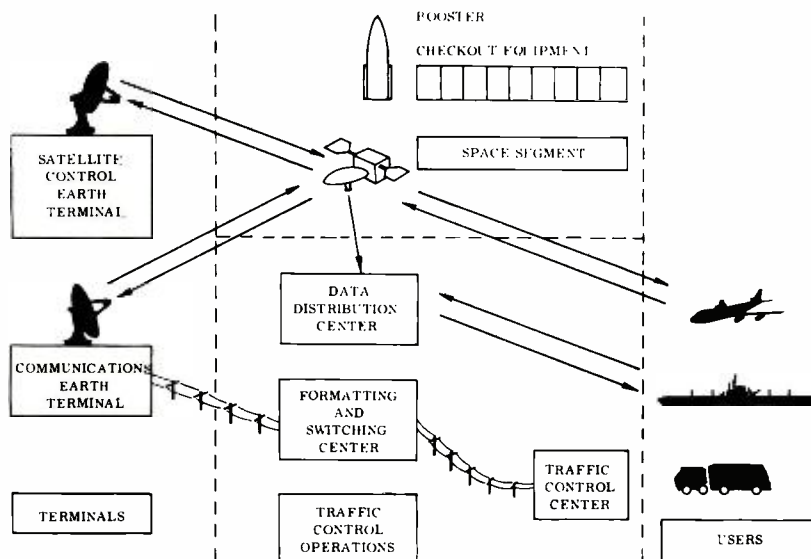 BOOSTER
CHECKOUT EQUIPMENT
SPACE SEGMENT
SATELLITE
CONTROL
EARTH
TERMINAL
DATA
DISTRIBUTION
CENTER
COMMUNICATIONS
EARTH
TERMINAL
FORMATTING
AND
SWITCHING
CENTER
TRAFFIC
CONTROL
CENTER
TERMINALS
TRAFFIC
CONTROL
OPERATIONS
USERS